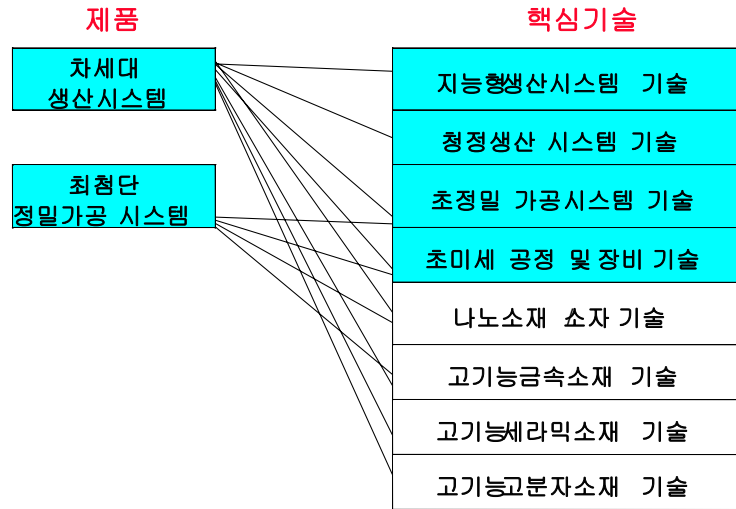 제품
핵심기술
차세대
생산시스템
최첨단
정밀가공 시스템
지능형생산시스템 기술
청정생산 시스템 기술
초정밀 가공시스템 기술
초미세 공정 및 장비 기술
나노소재 소자 기술
고기능금속소재 기술
고기능세라믹소재 기술
고기능고분자소재 기술